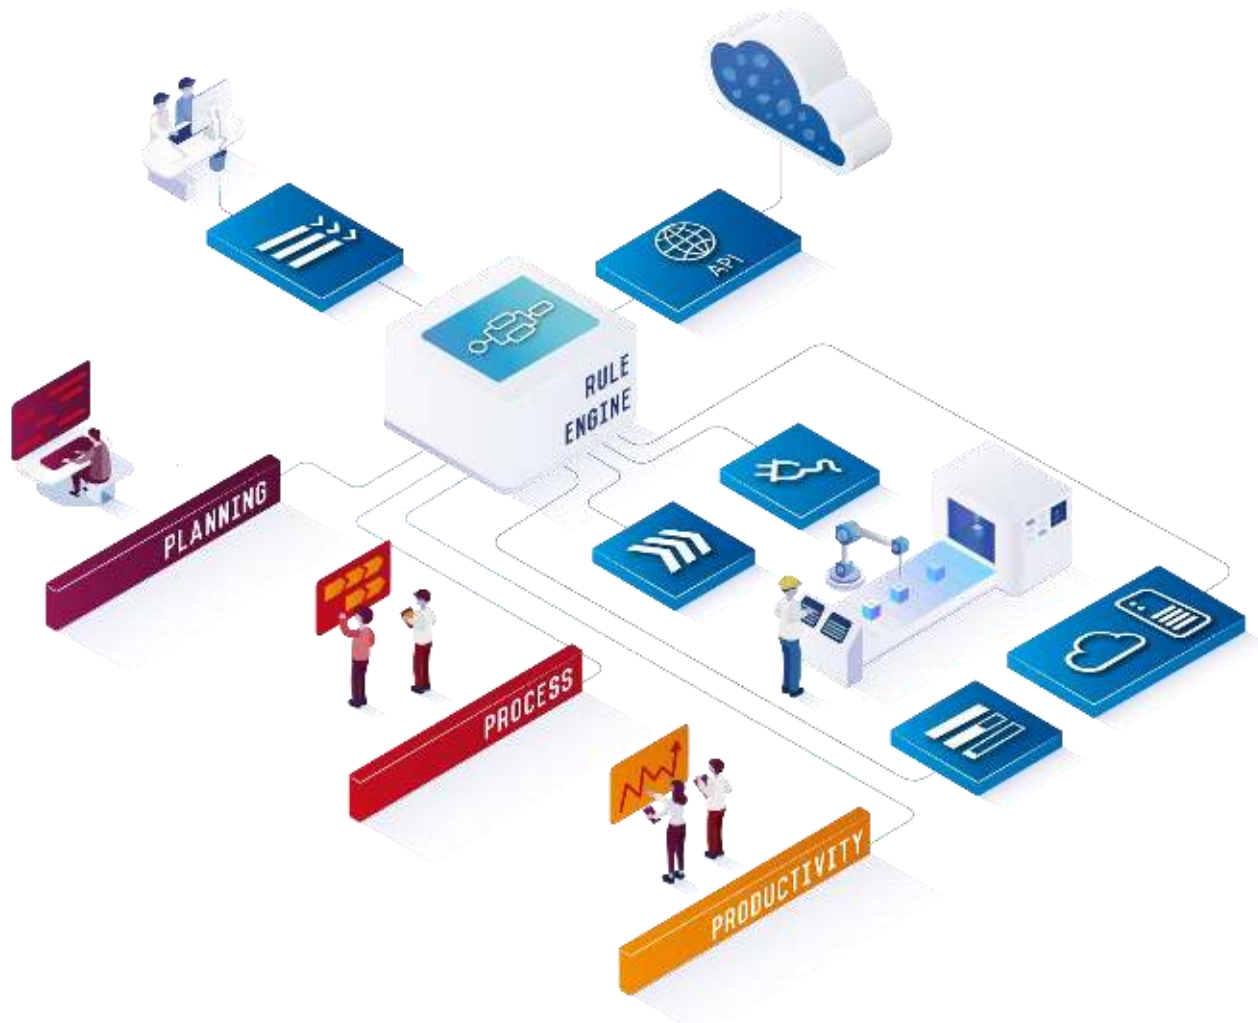 API
RULE
ENGINE
PLANNING
PROCESS
PRODUCTIVITY